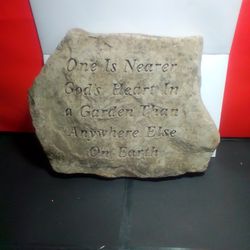 One Is Nearer
God's Heart In
a Garden Than
Anywhere Else
On Earth